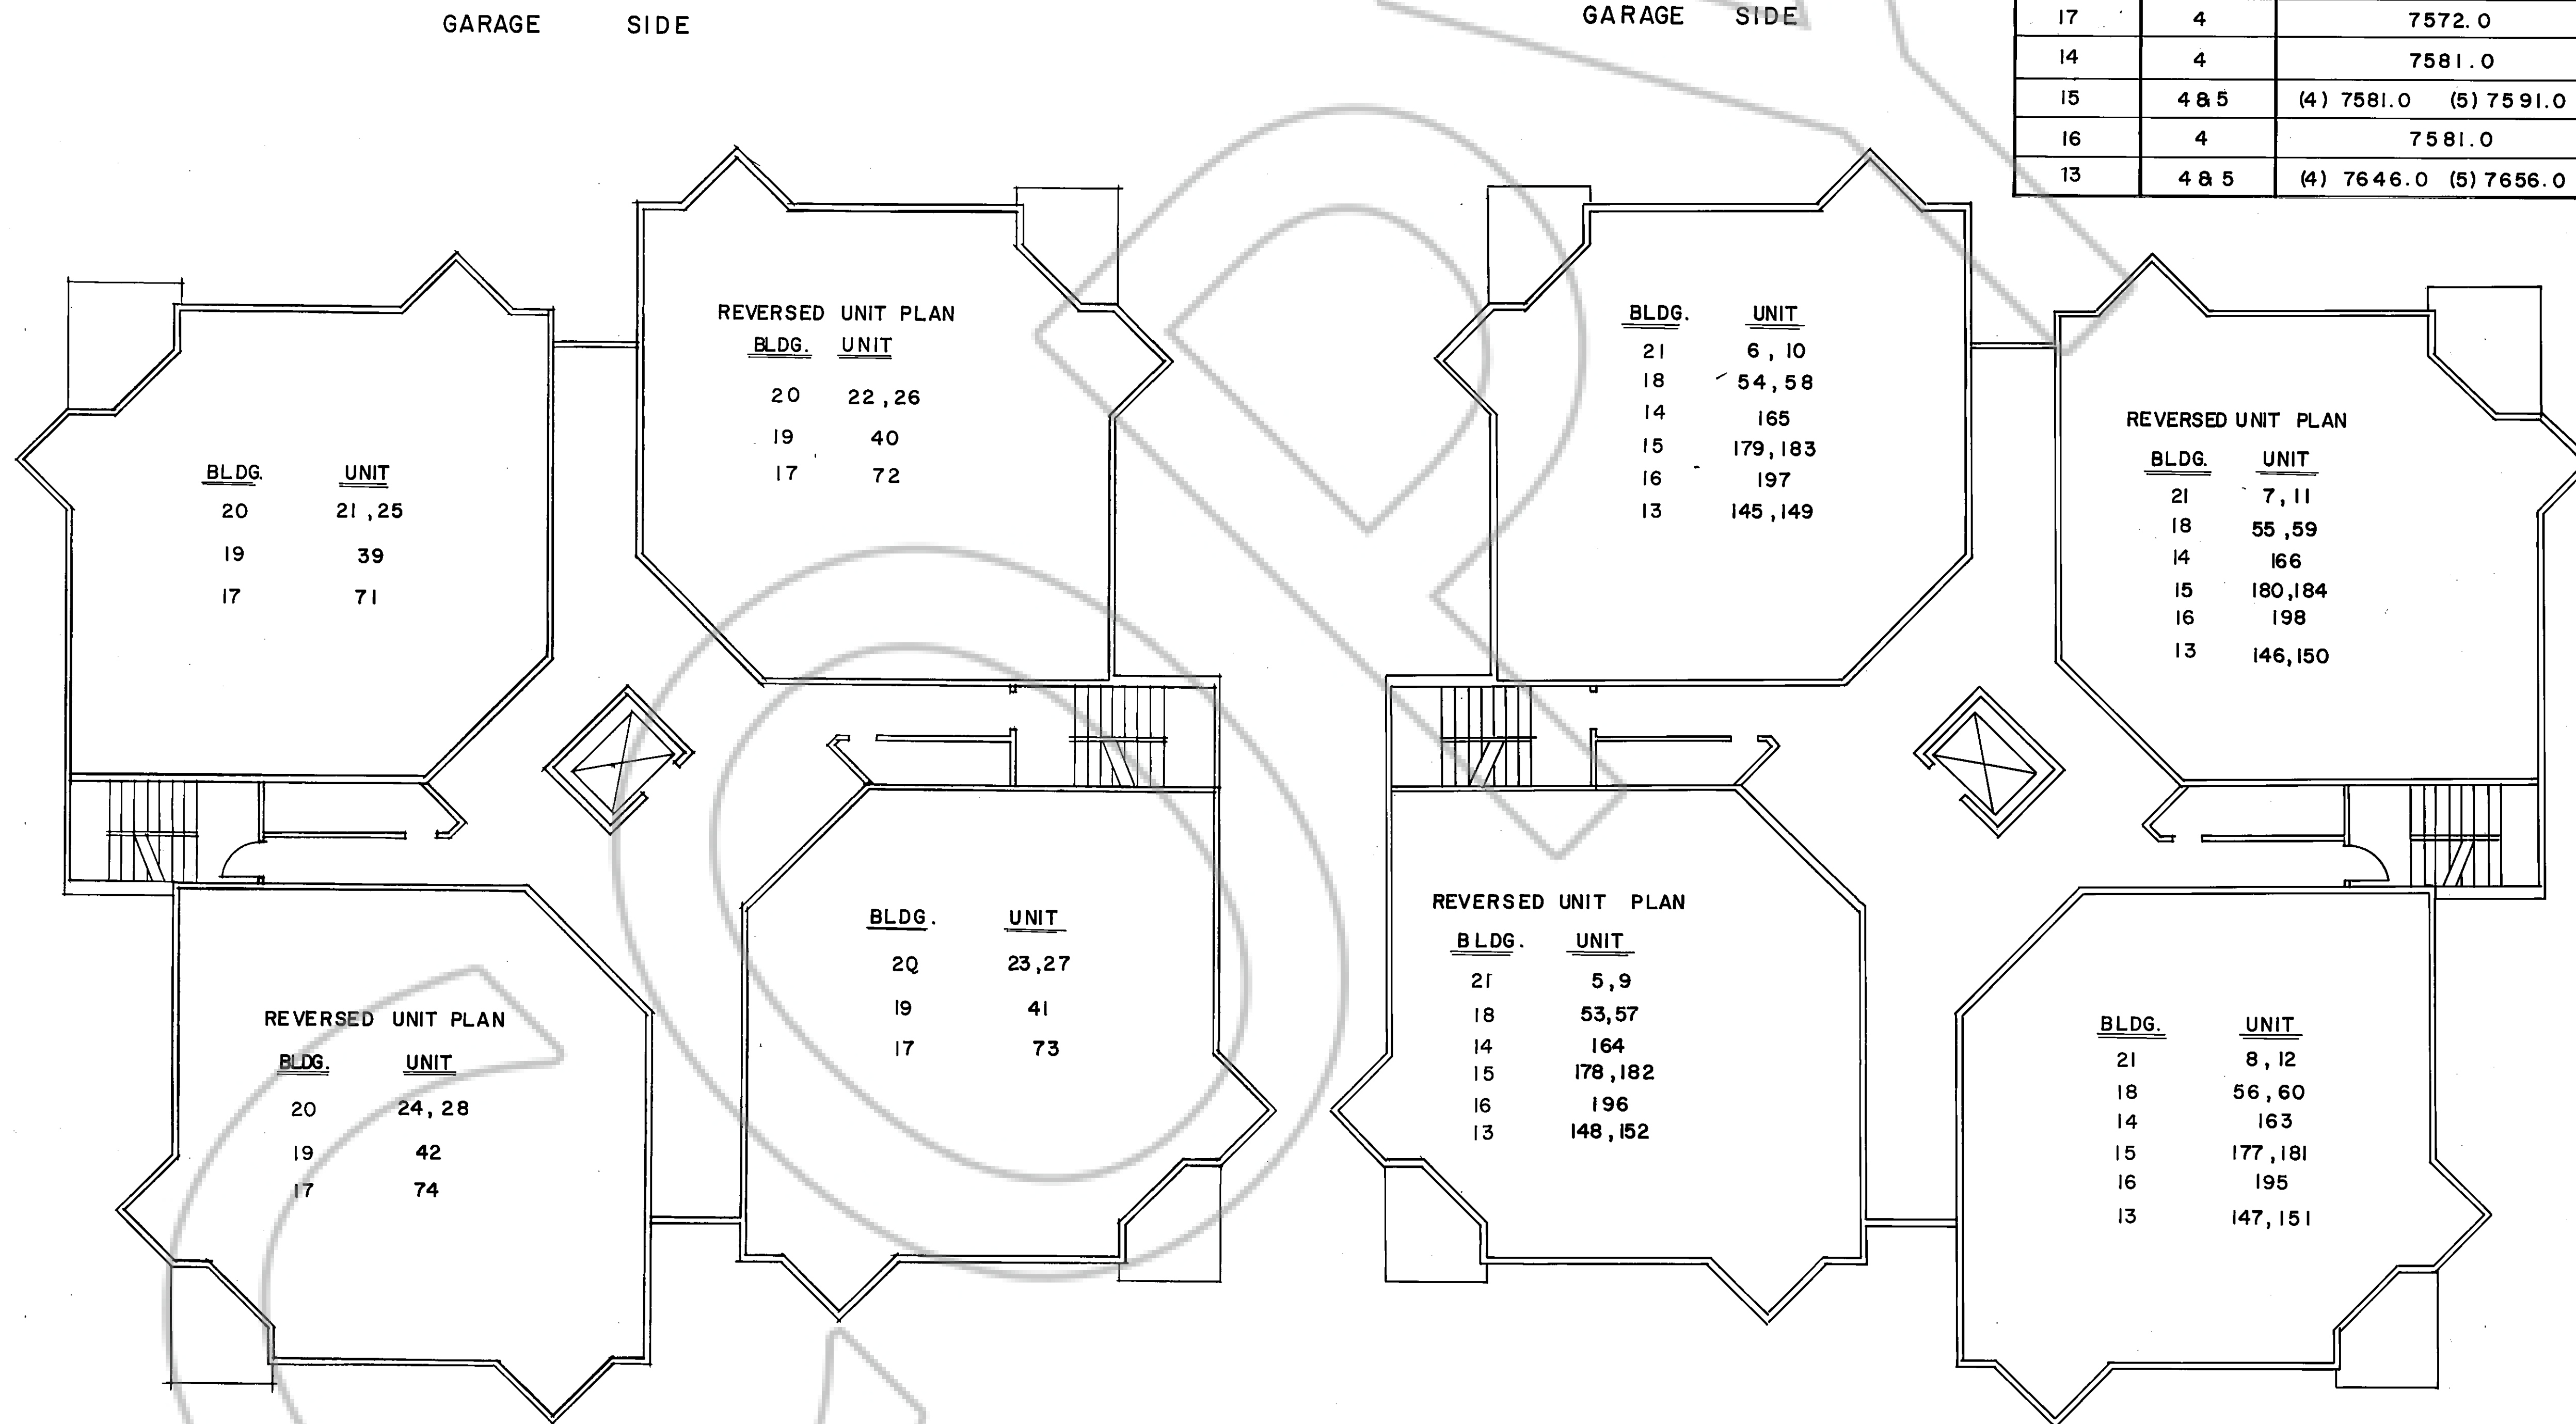 GARAGE SIDE
GARAGE SIDE
17 4 7572.0
14 4 7581.0
15 4&5 (4) 7581.0 (5) 7591.0
16 4 7581.0
13 4&5 (4) 7646.0 (5) 7656.0
BLDG. UNIT
20 21,25
19 39
17 71
REVERSED UNIT PLAN
BLDG. UNIT
20 22,26
19 40
17 72
BLDG. UNIT
21 6, 10
18 54,58
14 165
15 179,183
16 197
13 145,149
REVERSED UNIT PLAN
BLDG. UNIT
21 7, 11
18 55,59
14 166
15 180,184
16 198
13 146,150
REVERSED UNIT PLAN
BLDG. UNIT
20 24, 28
19 42
17 74
BLDG. UNIT
20 23,27
19 41
17 73
REVERSED UNIT PLAN
BLDG. UNIT
21 5,9
18 53,57
14 164
15 178,182
16 196
13 148,152
BLDG. UNIT
21 8, 12
18 56,60
14 163
15 177,181
16 195
13 147,151